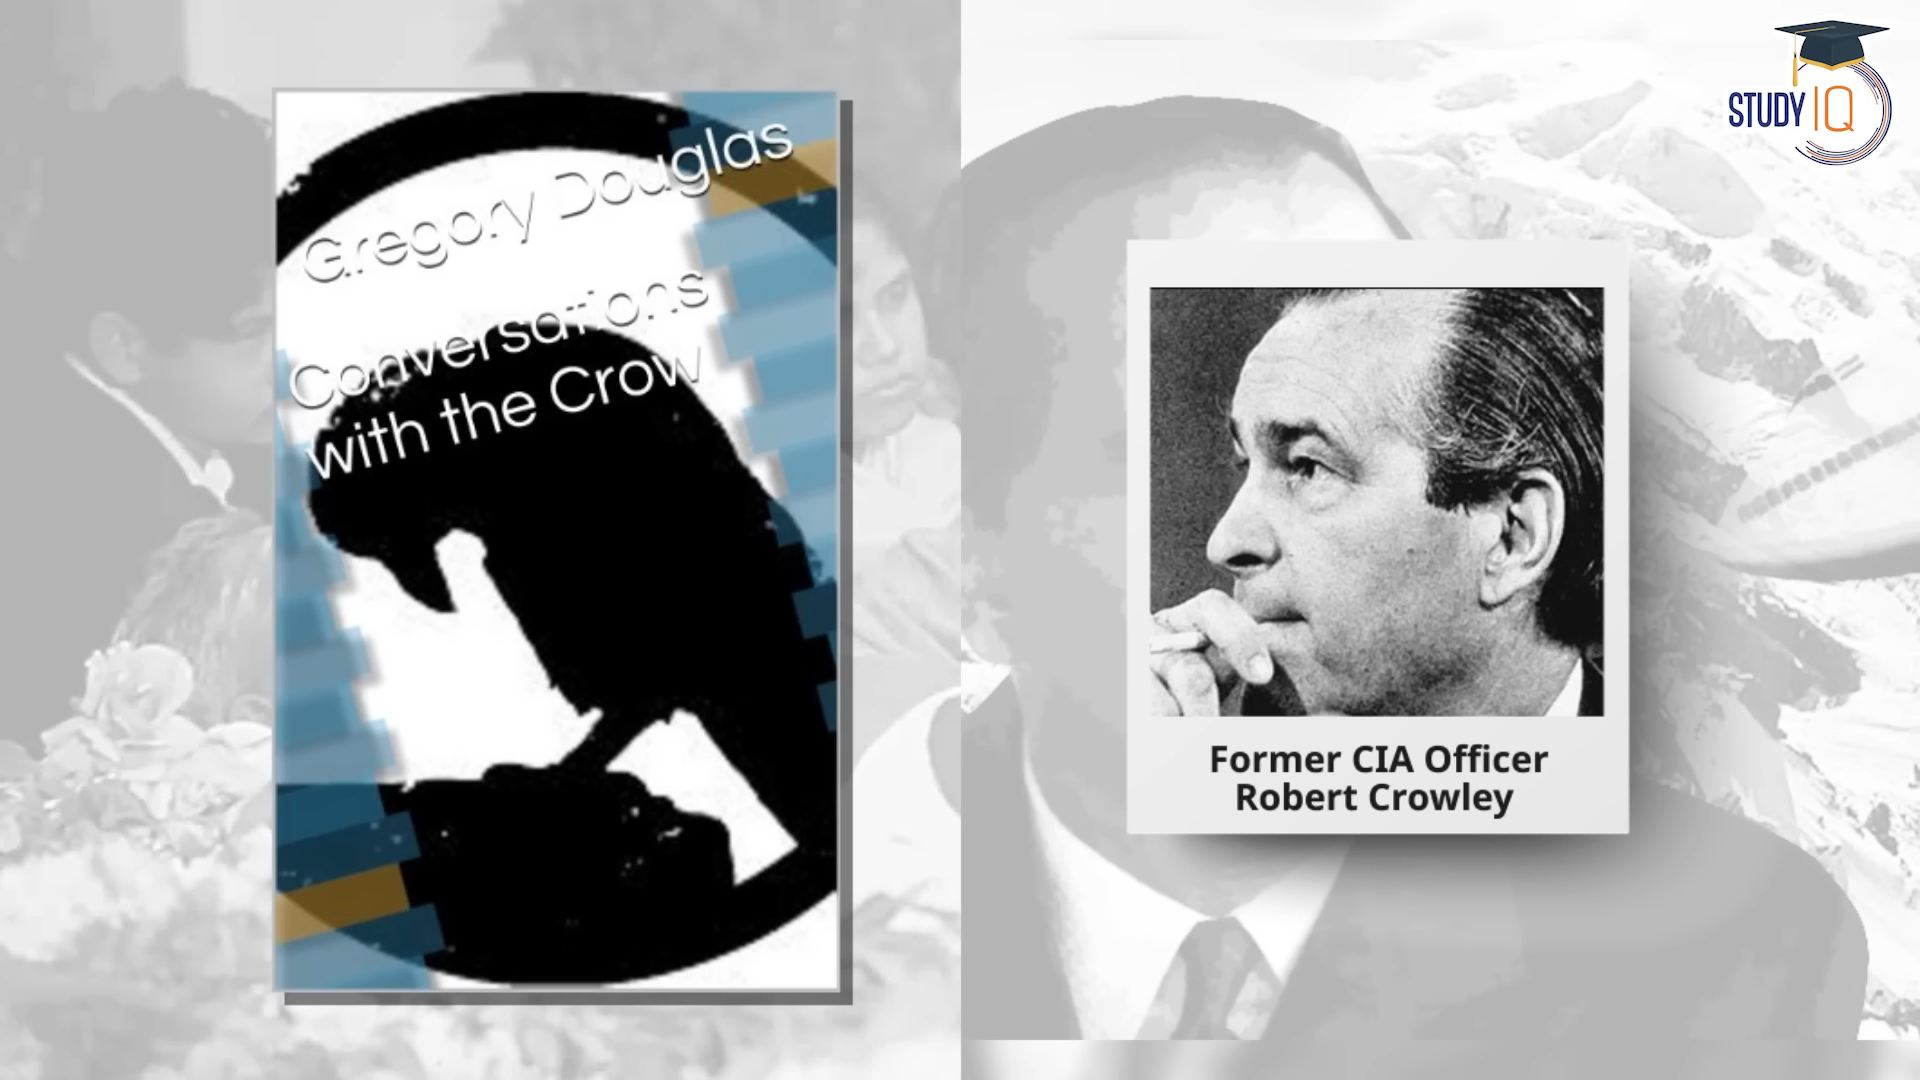 Gregory Douglas
Conversations
with the Crow
Former CIA Officer
Robert Crowley
STUDY IQ